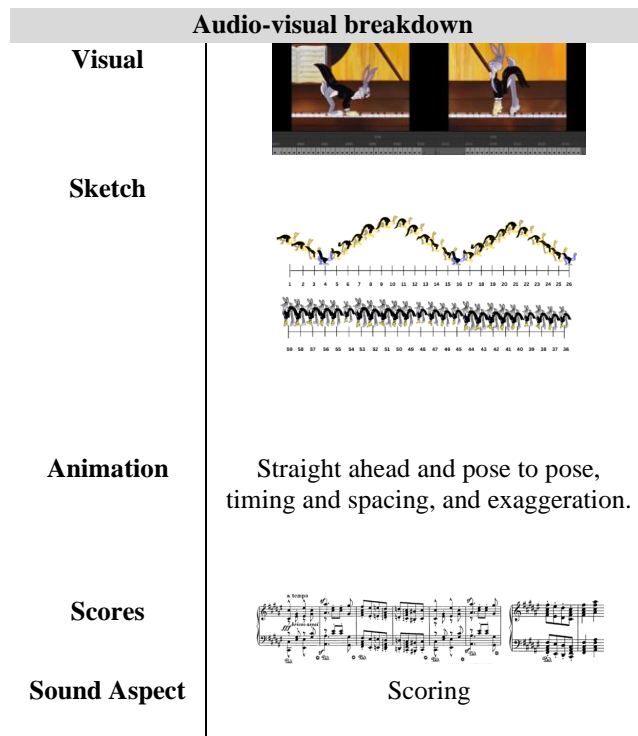 Audio-visual breakdown
Visual
Sketch
1 2 3 4 5 6 7 8 9 10 11 12 13 14 15 16 17 18 19 20 21 22 23 24 25 26
59 58 57 56 55 54 53 52 51 50 49 48 47 46 45 44 43 42 41 40 39 38 37 36
Animation
Straight ahead and pose to pose,
timing and spacing, and exaggeration.
Scores
a tempo
fff
Sound Aspect
Scoring